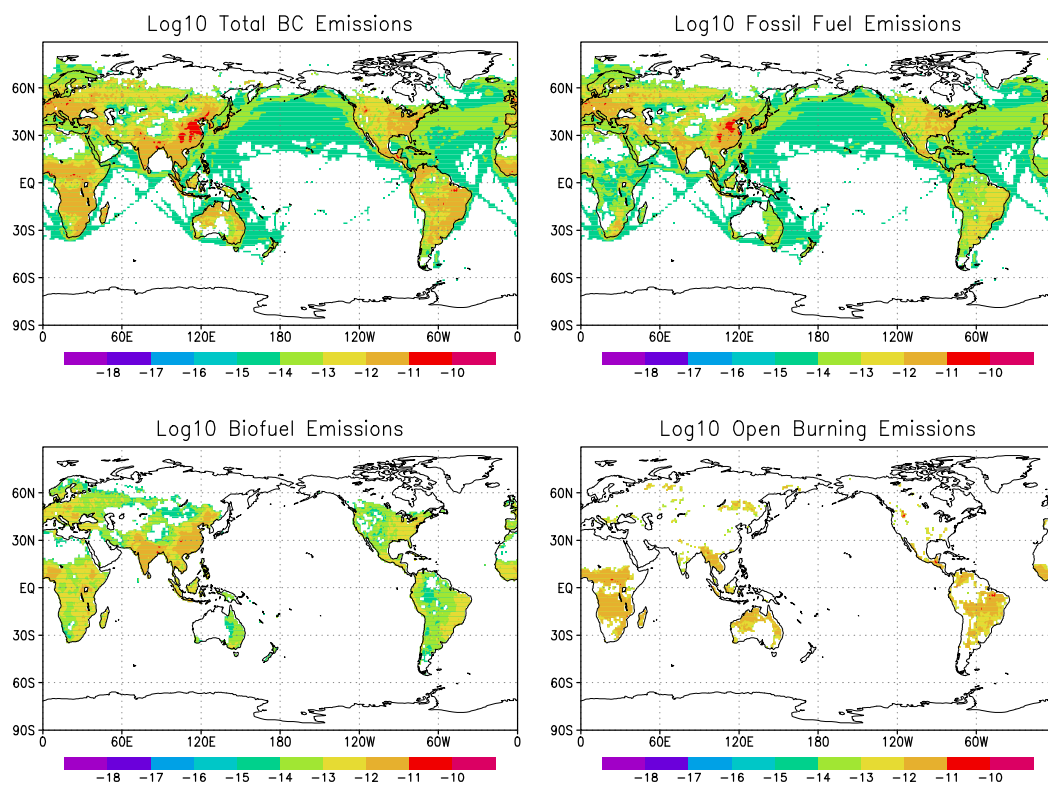 Log10 Total BC Emissions
60N
30N
EQ
30S
60S
90S
0 60E 120E 180 120W 60W 0
−18 −17 −16 −15 −14 −13 −12 −11 −10
Log10 Fossil Fuel Emissions
60N
30N
EQ
30S
60S
90S
0 60E 120E 180 120W 60W
−18 −17 −16 −15 −14 −13 −12 −11 −10
Log10 Biofuel Emissions
60N
30N
EQ
30S
60S
90S
0 60E 120E 180 120W 60W 0
−18 −17 −16 −15 −14 −13 −12 −11 −10
Log10 Open Burning Emissions
60N
30N
EQ
30S
60S
90S
0 60E 120E 180 120W 60W
−18 −17 −16 −15 −14 −13 −12 −11 −10